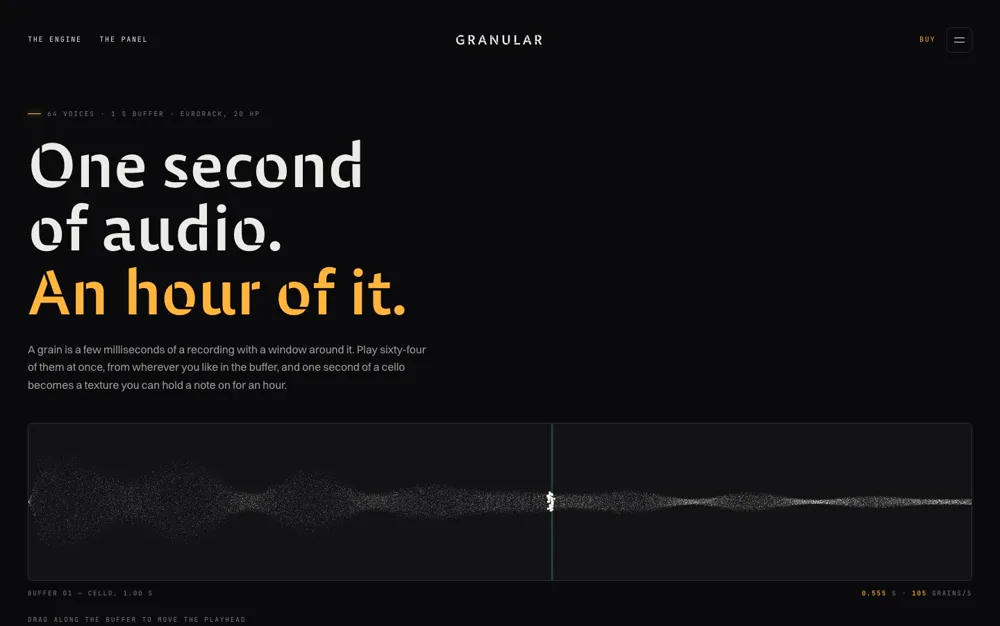 THE ENGINE THE PANEL
GRANULAR
BUY
64 VOICES · 1 S BUFFER · EURORACK, 20 HP
One second
of audio.
An hour of it.
A grain is a few milliseconds of a recording with a window around it. Play sixty-four
of them at once, from wherever you like in the buffer, and one second of a cello
becomes a texture you can hold a note on for an hour.
BUFFER 01 — CELLO, 1.00 S
0.555 S · 105 GRAINS/S
DRAG ALONG THE BUFFER TO MOVE THE PLAYHEAD